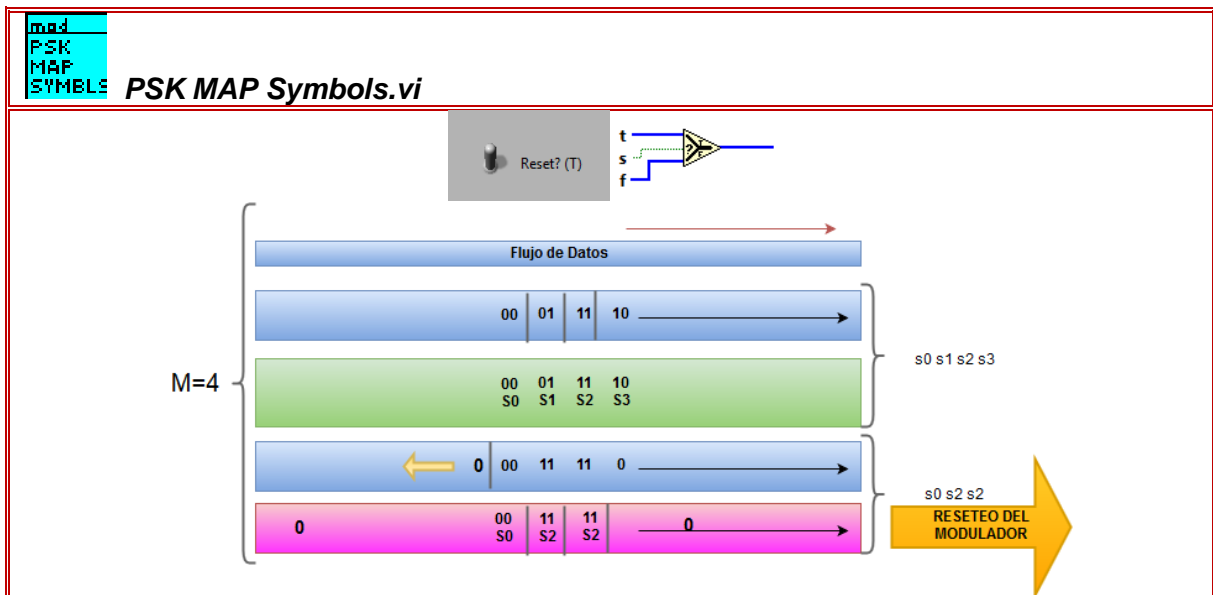 mod
PSK
MAP
SYMBLS
PSK MAP Symbols.vi
Reset? (T)
t
s
f
?
T
F
Flujo de Datos
00 01 11 10
s0 s1 s2 s3
M=4
00 01 11 10
S0 S1 S2 S3
0 00 11 11 0
s0 s2 s2
0 00 11 11 0
S0 S2 S2
RESETEO DEL
MODULADOR